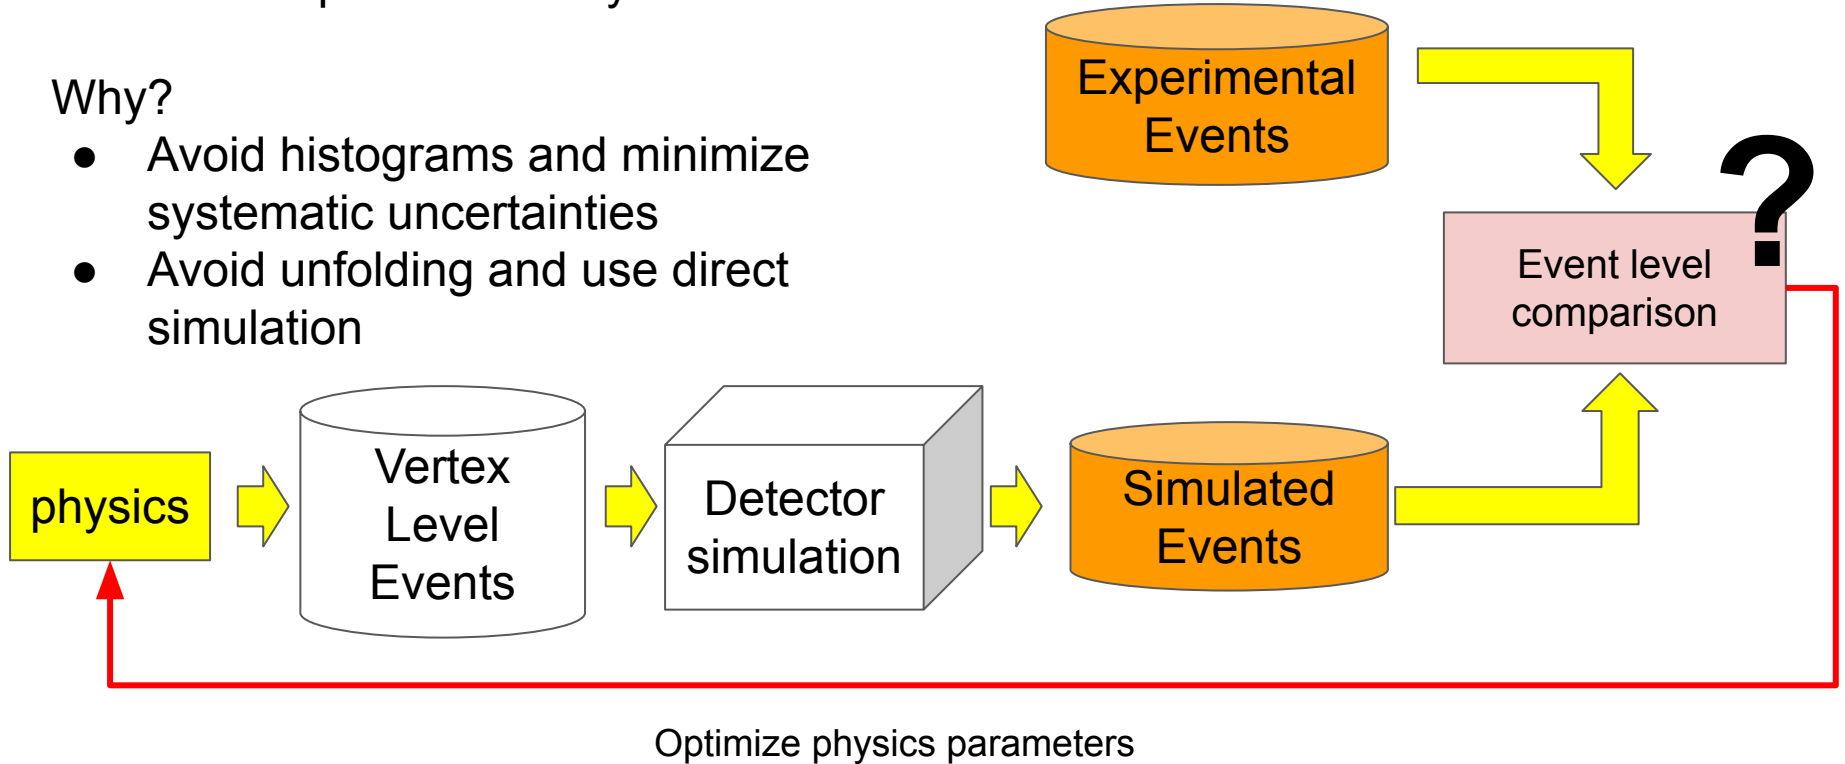 Why?
● Avoid histograms and minimize
systematic uncertainties
● Avoid unfolding and use direct
simulation
Experimental
Events
?
Event level
comparison
physics
Vertex
Level
Events
Detector
simulation
Simulated
Events
Optimize physics parameters